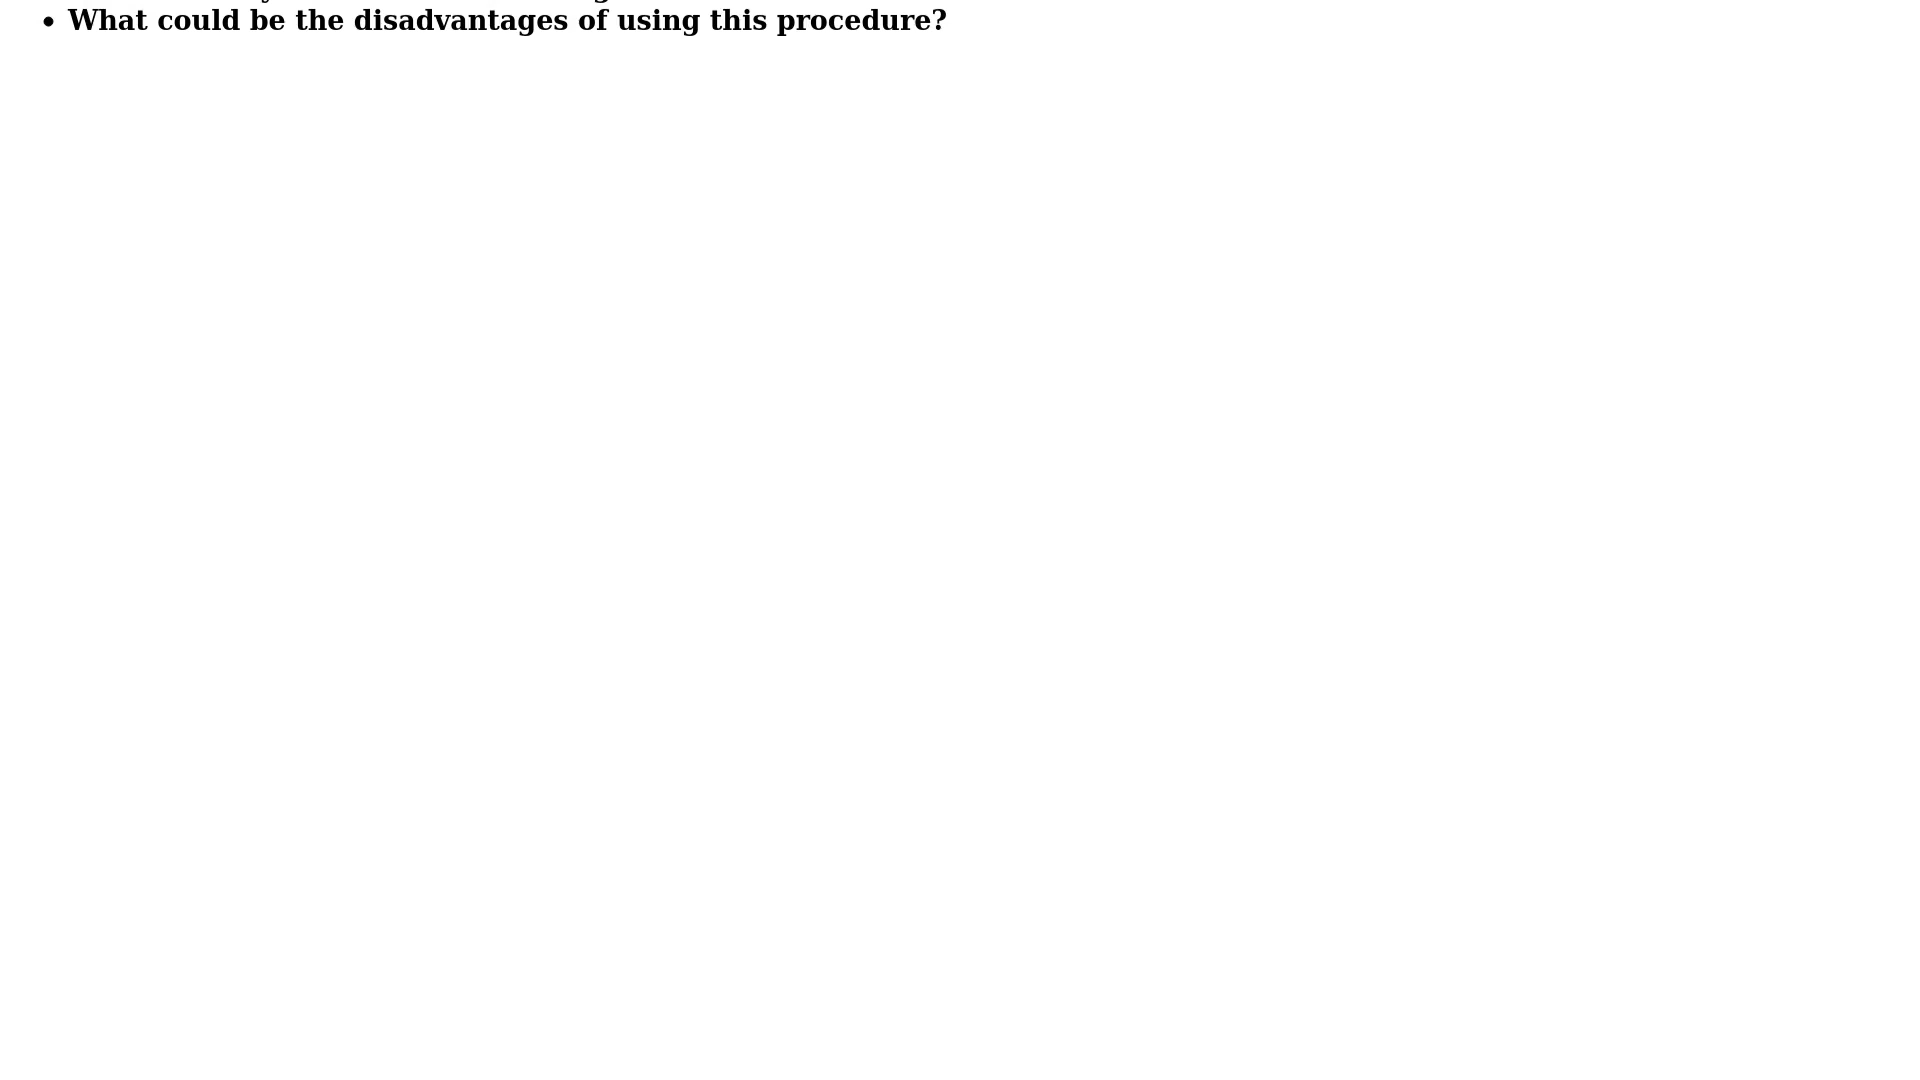 • What could be the disadvantages of using this procedure?